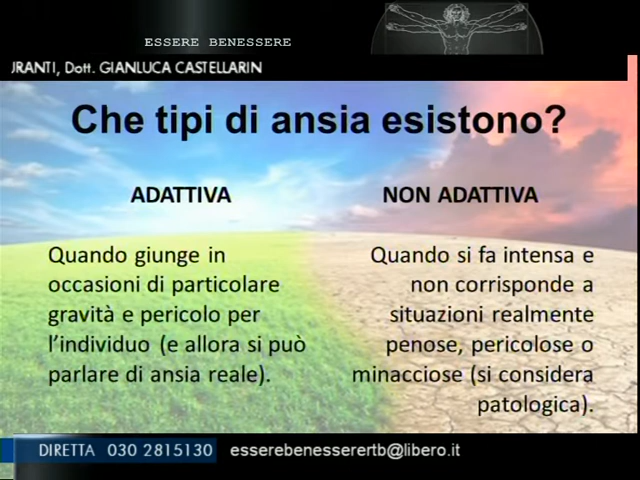 ESSERE BENESSERE
URANTI, Dott. GIANLUCA CASTELLARIN
Che tipi di ansia esistono?
ADATTIVA
Quando giunge in
occasioni di particolare
gravità e pericolo per
l’individuo (e allora si può
parlare di ansia reale).
NON ADATTIVA
Quando si fa intensa e
non corrisponde a
situazioni realmente
penose, pericolose o
minacciose (si considera
patologica).
DIRETTA 030 2815130 esserebenesserertb@libero.it